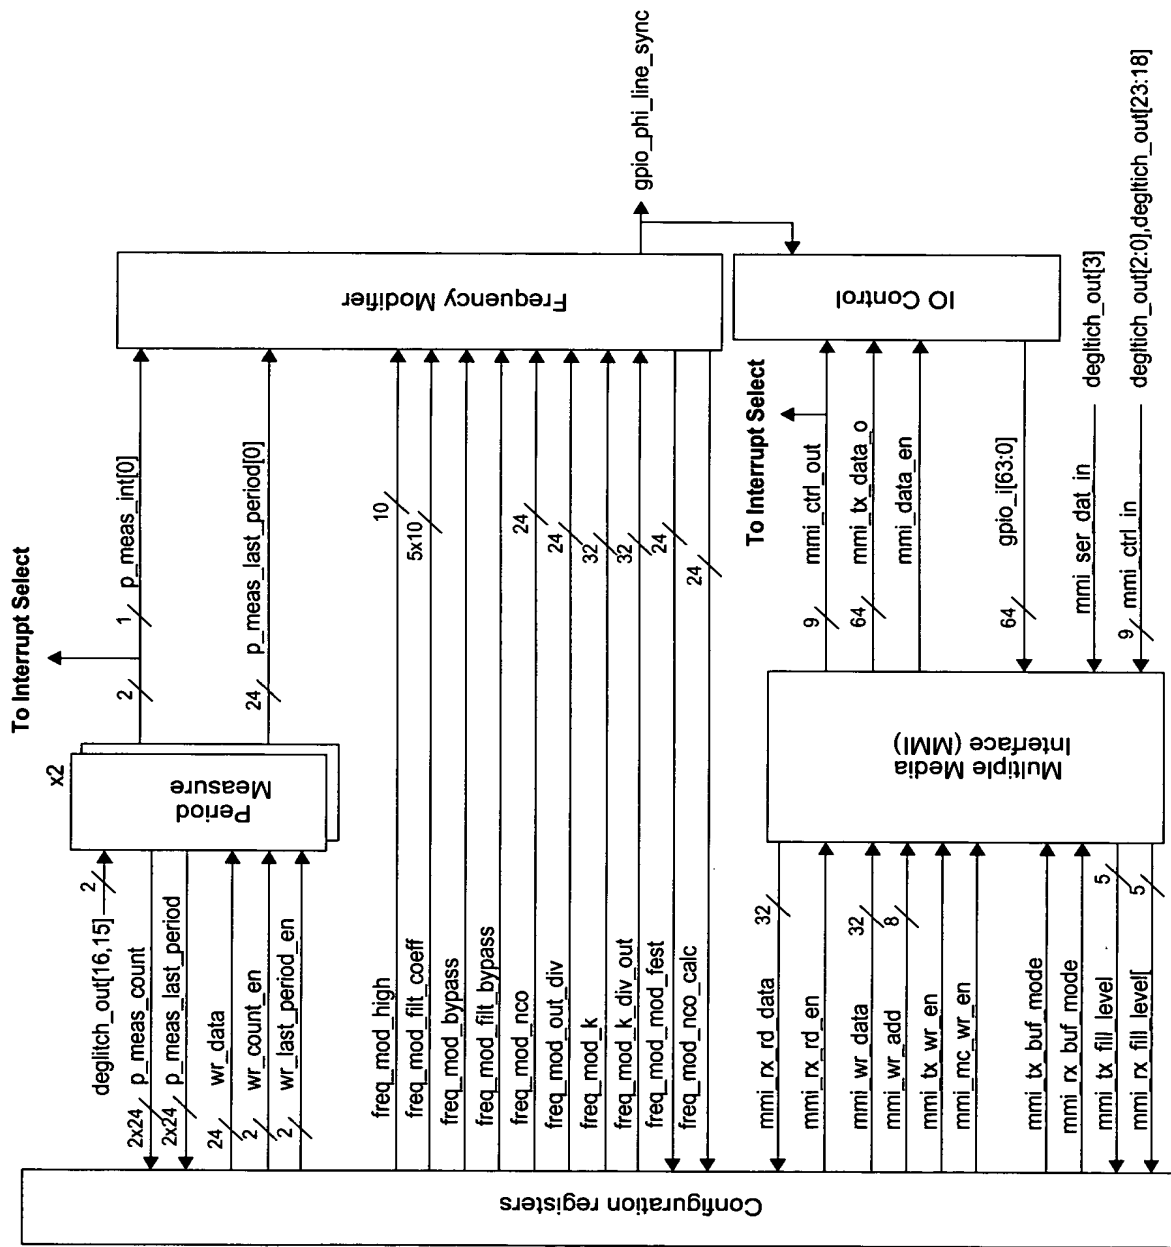 To Interrupt Select
x2
Period
Measure
deglitch_out[16,15]
2
2x24
p_meas_count
2x24
p_meas_last_period
24
wr_data
2
wr_count_en
2
wr_last_period_en
2
1
p_meas_int[0]
24
p_meas_last_period[0]
Frequency Modifier
gpio_phi_line_sync
freq_mod_high
10
freq_mod_filt_coeff
5x10
freq_mod_bypass
freq_mod_filt_bypass
freq_mod_nco
24
freq_mod_out_div
24
freq_mod_k
32
freq_mod_k_div_out
32
freq_mod_mod_fest
24
freq_mod_nco_calc
24
To Interrupt Select
IO Control
9
mmi_ctrl_out
64
mmi_tx_data_o
mmi_data_en
64
gpio_i[63:0]
mmi_ser_dat_in
degltich_out[3]
9
mmi_ctrl_in
degltich_out[2:0],degltich_out[23:18]
Multiple Media
Interface (MMI)
mmi_rx_rd_data
32
mmi_rx_rd_en
mmi_wr_data
32
mmi_wr_add
8
mmi_tx_wr_en
mmi_mc_wr_en
mmi_tx_buf_mode
mmi_rx_buf_mode
mmi_tx_fill_level
5
mmi_rx_fill_level[
5
Configuration registers